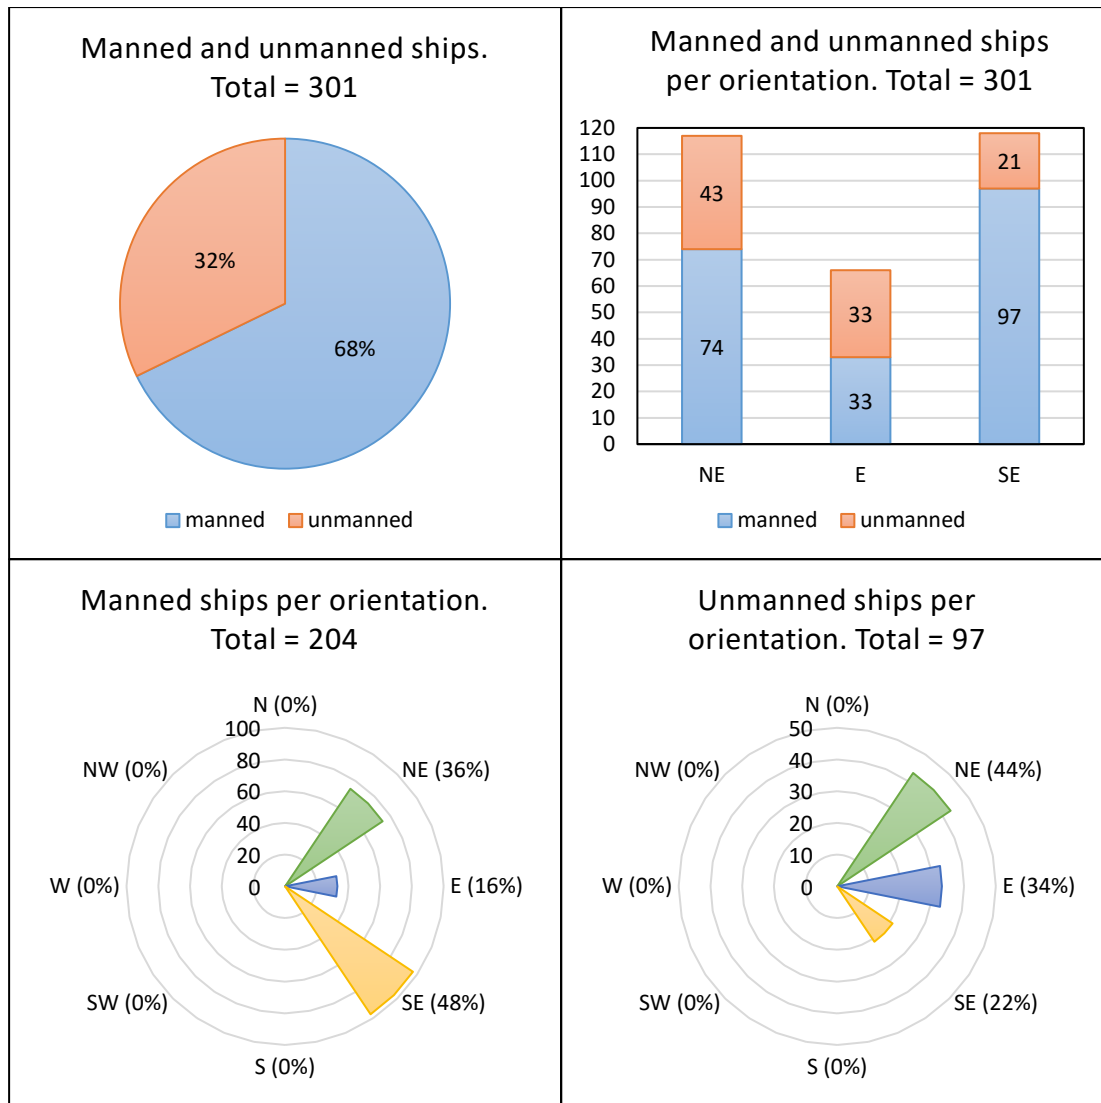 Manned and unmanned ships.
Total = 301
32%
68%
manned unmanned
Manned and unmanned ships
per orientation. Total = 301
120
110
100
90
80
70
60
50
40
30
20
10
0
43
74
33
33
21
97
NE E SE
manned unmanned
Manned ships per orientation.
Total = 204
N (0%)
100
80
60
40
20
0
NW (0%)
NE (36%)
W (0%)
E (16%)
SW (0%)
SE (48%)
S (0%)
Unmanned ships per
orientation. Total = 97
N (0%)
50
40
30
20
10
0
NW (0%)
NE (44%)
W (0%)
E (34%)
SW (0%)
SE (22%)
S (0%)